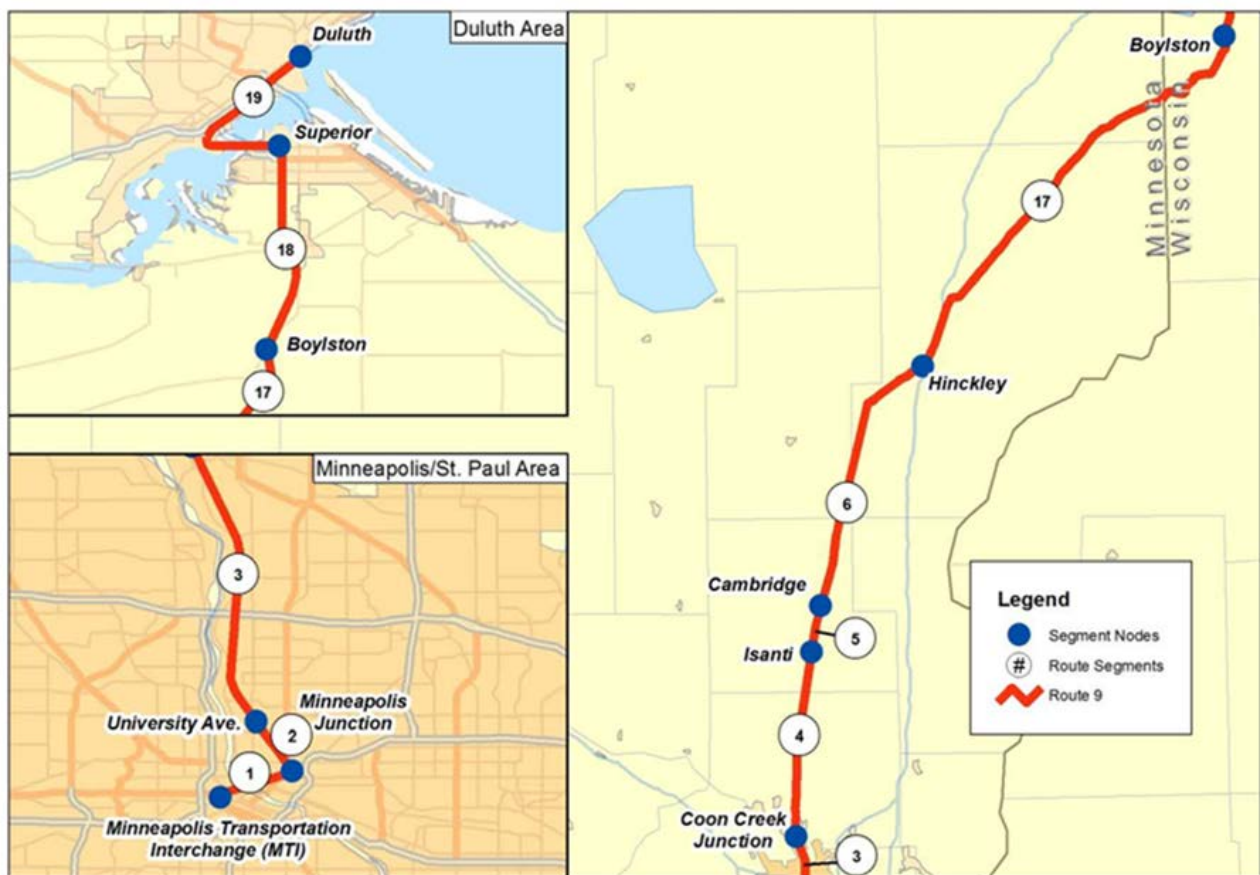 Duluth Area
Duluth
19
Superior
18
Boylston
17
Minneapolis/St. Paul Area
3
University Ave.
Minneapolis
Junction
2
1
Minneapolis Transportation
Interchange (MTI)
Boylston
Minnesota
Wisconsin
17
Hinckley
6
Cambridge
5
Isanti
4
Coon Creek
Junction
3
Legend
Segment Nodes
# Route Segments
Route 9